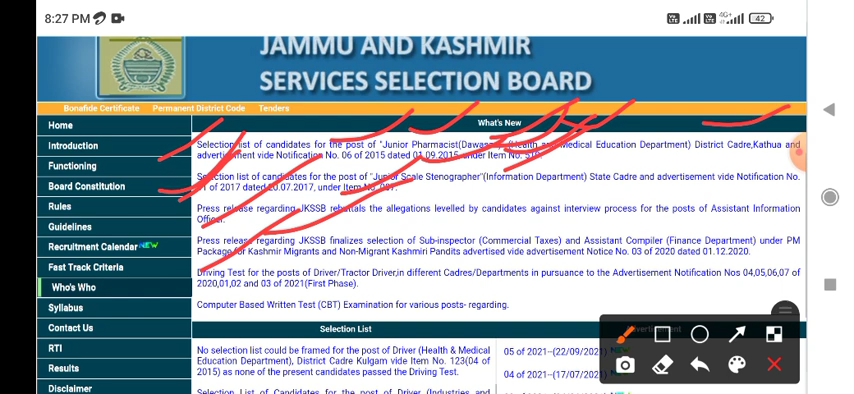 8:27 PM
4G+
42
JAMMU AND KASHMIR
SERVICES SELECTION BOARD
Bonafide Certificate Permanent District Code Tenders
Home
Introduction
Functioning
Board Constitution
Rules
Guidelines
Recruitment Calendar NEW
Fast Track Criteria
Who's Who
Syllabus
Contact Us
RTI
Results
Disclaimer
What's New
Selection list of candidates for the post of "Junior Pharmacist(Dawasaz)"(Health and Medical Education Department) District Cadre,Kathua and
advertisement vide Notification No. 06 of 2015 dated 01.09.2015 under Item No.
Selection list of candidates for the post of "Junior Scale Stenographer"(Information Department) State Cadre and advertisement vide Notification No.
of 2017 dated 20.07.2017, under Item No.
Press release regarding JKSSB rebuttals the allegations levelled by candidates against interview process for the posts of Assistant Information
Officer.
Press release regarding JKSSB finalizes selection of Sub-inspector (Commercial Taxes) and Assistant Compiler (Finance Department) under PM
Package for Kashmir Migrants and Non-Migrant Kashmiri Pandits advertised vide advertisement Notice No. 03 of 2020 dated 01.12.2020.
Driving Test for the posts of Driver/Tractor Driver,in different Cadres/Departments in pursuance to the Advertisement Notification Nos 04,05,06,07 of
2020,01,02 and 03 of 2021(First Phase).
Computer Based Written Test (CBT) Examination for various posts- regarding.
Selection List
No selection list could be framed for the post of Driver (Health & Medical
Education Department), District Cadre Kulgam vide Item No. 123(04 of
2015) as none of the present candidates passed the Driving Test.
Selection List of Candidates for the post of Driver (Industries and
05 of 2021--(22/09/2021)
04 of 2021--(17/07/2021)